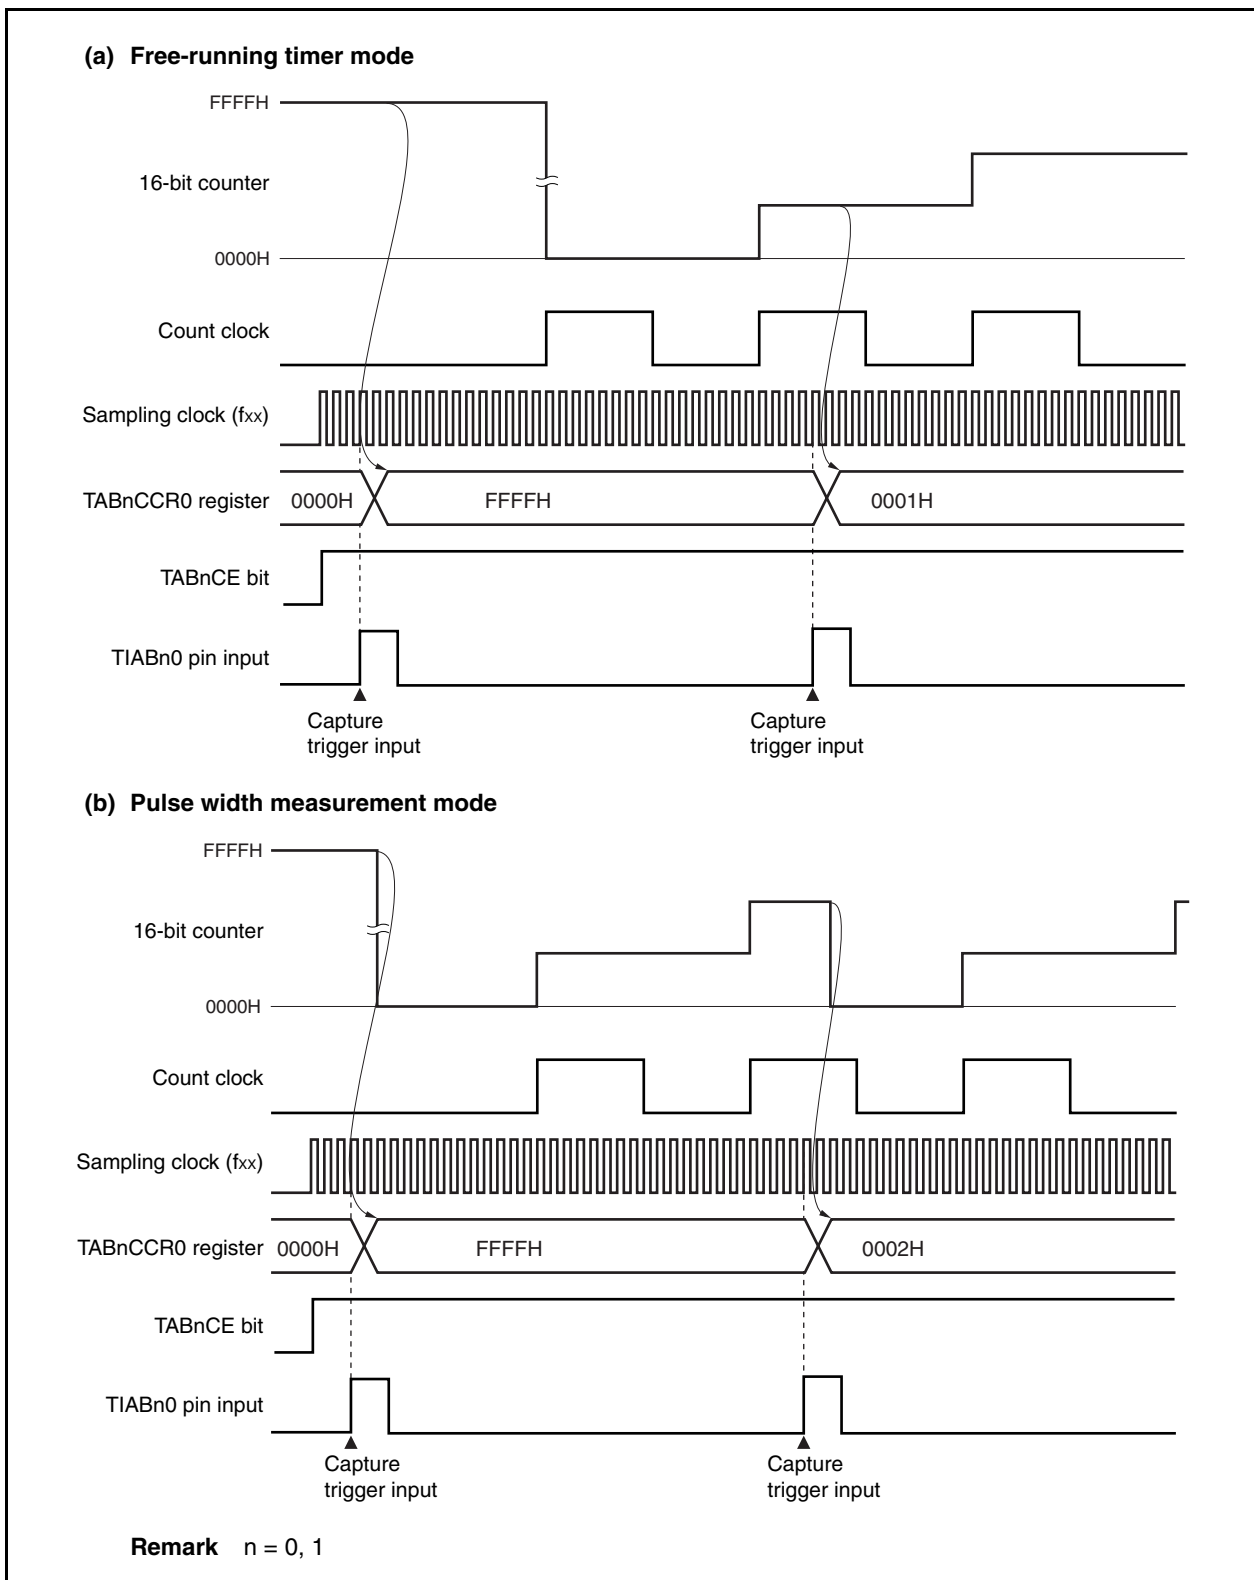 (a) Free-running timer mode
FFFFH
16-bit counter
0000H
Count clock
Sampling clock (fxx)
TABnCCR0 register
0000H
FFFFH
0001H
TABnCE bit
TIABn0 pin input
Capture
trigger input
Capture
trigger input
(b) Pulse width measurement mode
FFFFH
16-bit counter
0000H
Count clock
Sampling clock (fxx)
TABnCCR0 register
0000H
FFFFH
0002H
TABnCE bit
TIABn0 pin input
Capture
trigger input
Capture
trigger input
Remark n = 0, 1